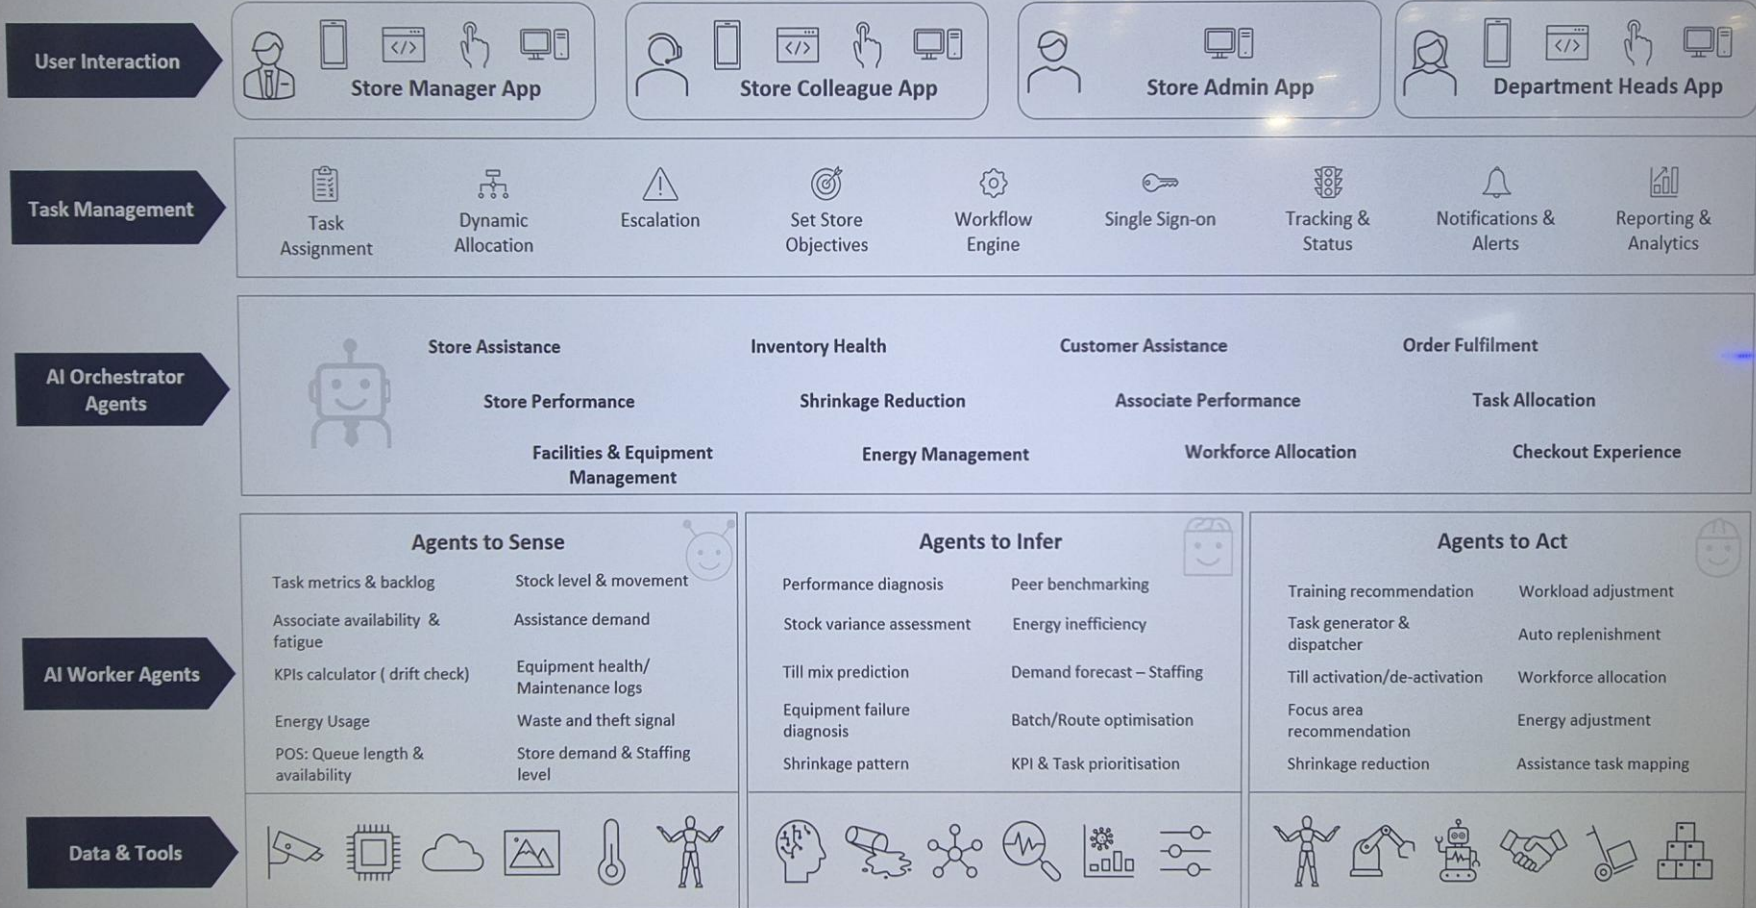 User Interaction
</>
Store Manager App
</>
Store Colleague App
Store Admin App
</>
Department Heads App
Task Management
Task
Assignment
Dynamic
Allocation
Escalation
Set Store
Objectives
Workflow
Engine
Single Sign-on
Tracking &
Status
Notifications &
Alerts
Reporting &
Analytics
AI Orchestrator
Agents
Store Assistance
Inventory Health
Customer Assistance
Order Fulfilment
Store Performance
Shrinkage Reduction
Associate Performance
Task Allocation
Facilities & Equipment
Management
Energy Management
Workforce Allocation
Checkout Experience
AI Worker Agents
Agents to Sense
Task metrics & backlog
Stock level & movement
Associate availability &
fatigue
Assistance demand
KPIs calculator ( drift check)
Equipment health/
Maintenance logs
Energy Usage
Waste and theft signal
POS: Queue length &
availability
Store demand & Staffing
level
Agents to Infer
Performance diagnosis
Peer benchmarking
Stock variance assessment
Energy inefficiency
Till mix prediction
Demand forecast – Staffing
Equipment failure
diagnosis
Batch/Route optimisation
Shrinkage pattern
KPI & Task prioritisation
Agents to Act
Training recommendation
Workload adjustment
Task generator &
dispatcher
Auto replenishment
Till activation/de-activation
Workforce allocation
Focus area
recommendation
Energy adjustment
Shrinkage reduction
Assistance task mapping
Data & Tools